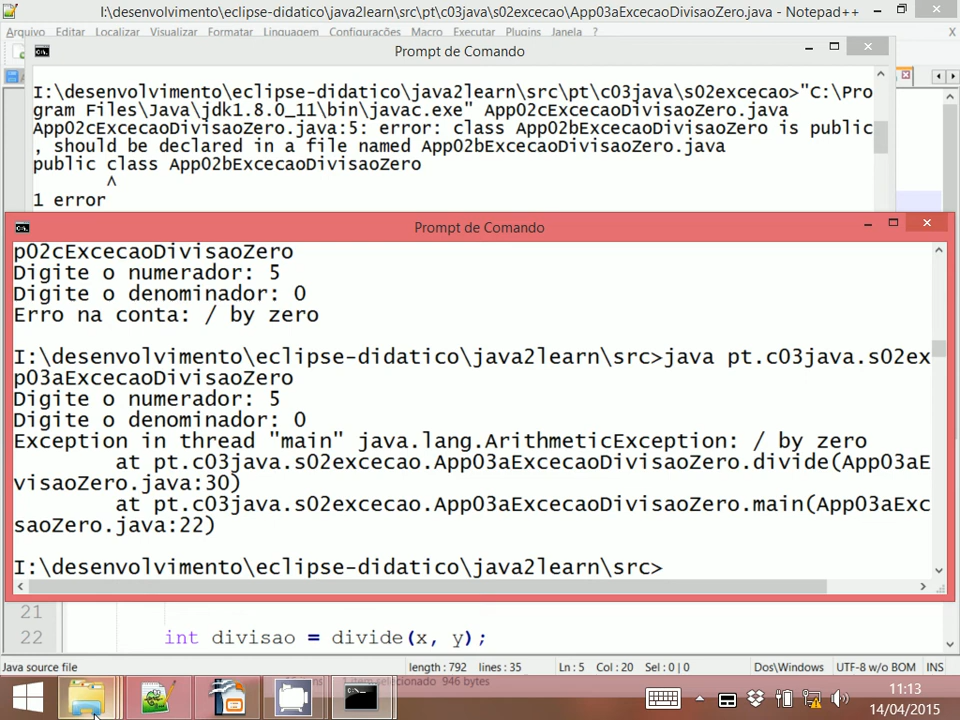 I:\desenvolvimento\eclipse-didatico\java2learn\src\pt\c03java\s02excecao\App03aExcecaoDivisaoZero.java - Notepad++
Arquivo Editar Localizar Visualizar Formatar Linguagem Configurações Macro Executar Plugins Janela ? X
Prompt de Comando
I:\desenvolvimento\eclipse-didatico\java2learn\src\pt\c03java\s02excecao>"C:\Pro
gram Files\Java\jdk1.8.0_11\bin\javac.exe" App02cExcecaoDivisaoZero.java
App02cExcecaoDivisaoZero.java:5: error: class App02bExcecaoDivisaoZero is public
, should be declared in a file named App02bExcecaoDivisaoZero.java
public class App02bExcecaoDivisaoZero
^
1 error
Prompt de Comando
p02cExcecaoDivisaoZero
Digite o numerador: 5
Digite o denominador: 0
Erro na conta: / by zero
I:\desenvolvimento\eclipse-didatico\java2learn\src>java pt.c03java.s02ex
p03aExcecaoDivisaoZero
Digite o numerador: 5
Digite o denominador: 0
Exception in thread "main" java.lang.ArithmeticException: / by zero
at pt.c03java.s02excecao.App03aExcecaoDivisaoZero.divide(App03aE
visaoZero.java:30)
at pt.c03java.s02excecao.App03aExcecaoDivisaoZero.main(App03aExc
saoZero.java:22)
I:\desenvolvimento\eclipse-didatico\java2learn\src>
21
22 int divisao = divide(x, y);
Java source file length : 792 lines : 35 Ln : 5 Col : 20 Sel : 0 | 0 Dos\Windows UTF-8 w/o BOM INS
1 item selecionado 946 bytes
11:13
14/04/2015